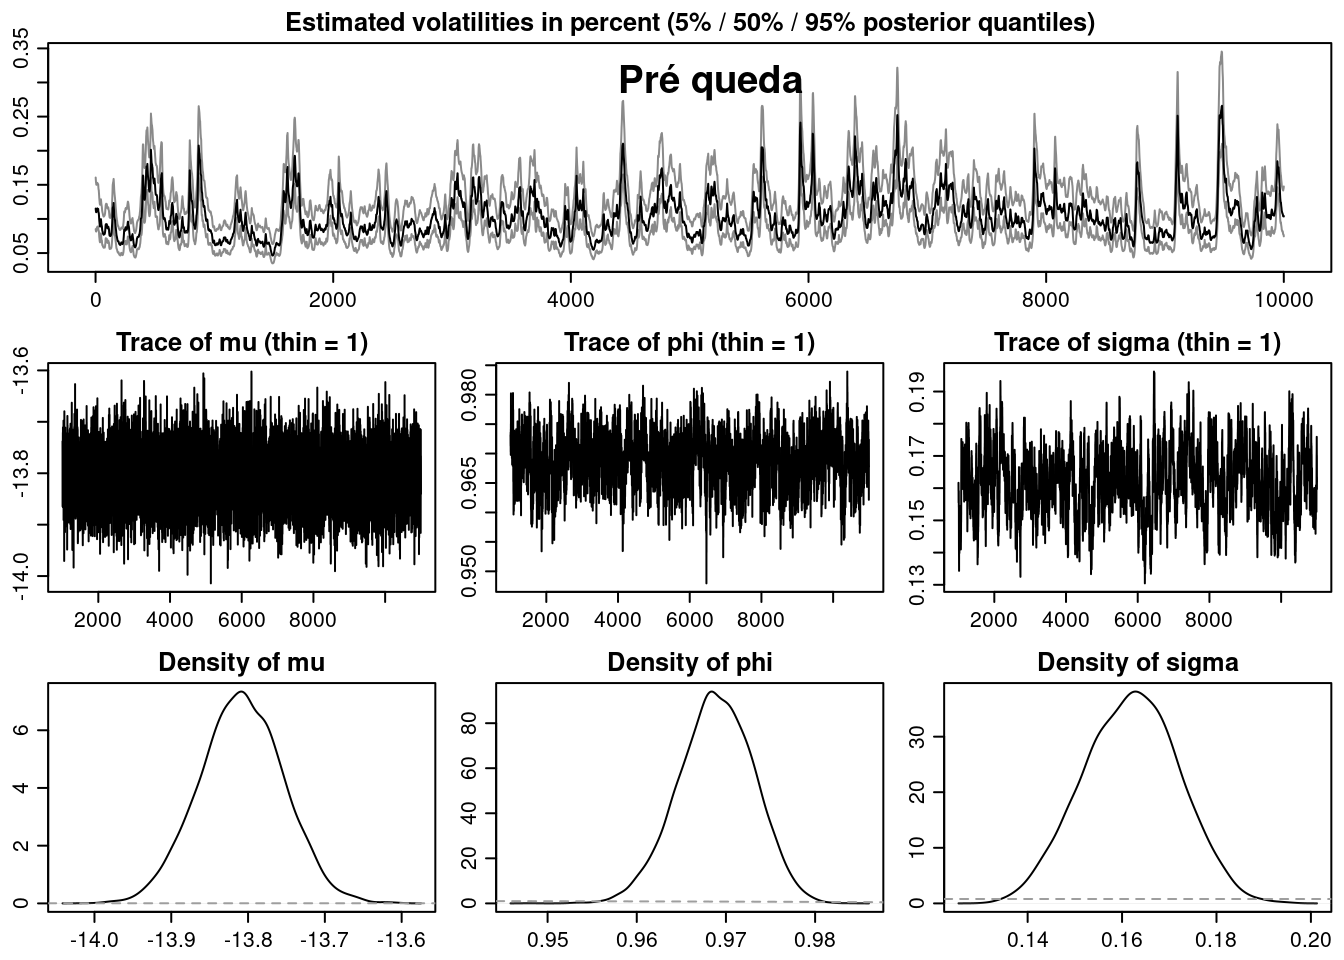 Estimated volatilities in percent (5% / 50% / 95% posterior quantiles)
Pré queda
0.35
0.25
0.15
0.05
0 2000 4000 6000 8000 10000
Trace of mu (thin = 1) Trace of phi (thin = 1) Trace of sigma (thin = 1)
-13.6
-13.8
-14.0
2000 4000 6000 8000
0.980
0.965
0.950
2000 4000 6000 8000
0.19
0.17
0.15
0.13
2000 4000 6000 8000
Density of mu Density of phi Density of sigma
6
4
2
0
-14.0 -13.9 -13.8 -13.7 -13.6
80
60
40
20
0
0.95 0.96 0.97 0.98
30
20
10
0
0.14 0.16 0.18 0.20